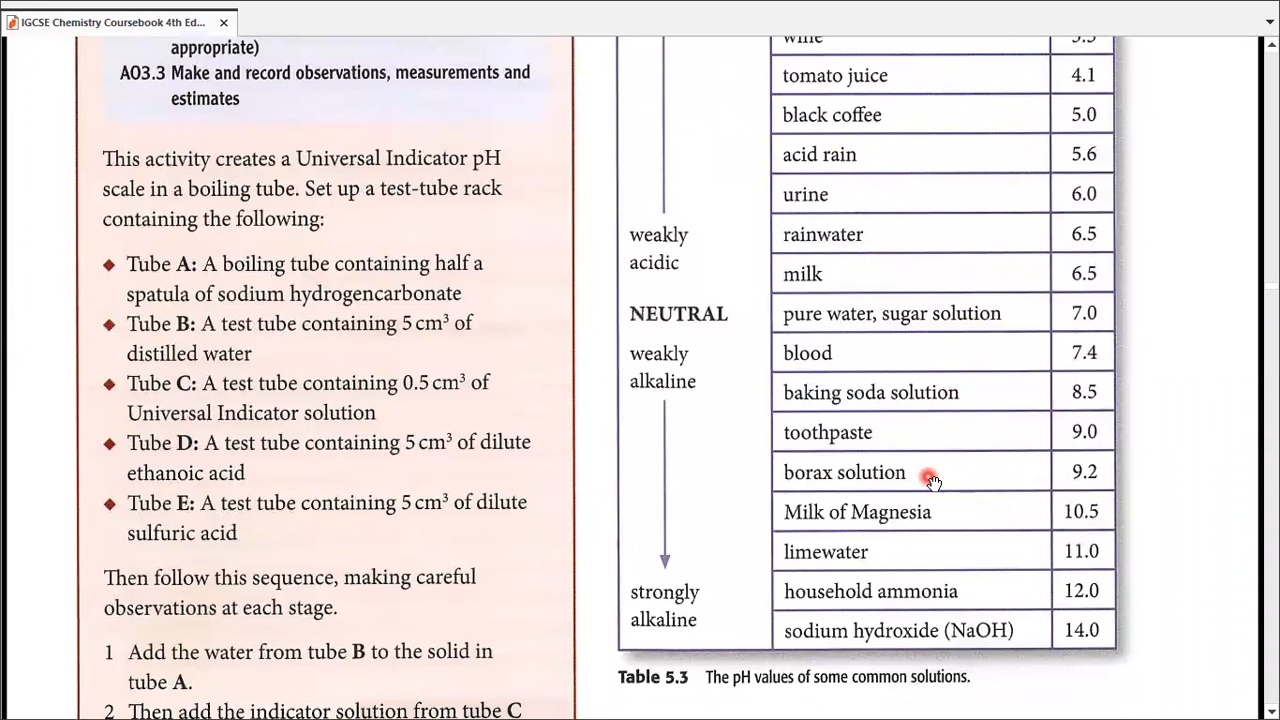 IGCSE Chemistry Coursebook 4th Ed...
appropriate)
AO3.3 Make and record observations, measurements and
estimates
This activity creates a Universal Indicator pH
scale in a boiling tube. Set up a test-tube rack
containing the following:
◆ Tube A: A boiling tube containing half a
spatula of sodium hydrogencarbonate
◆ Tube B: A test tube containing 5 cm³ of
distilled water
◆ Tube C: A test tube containing 0.5 cm³ of
Universal Indicator solution
◆ Tube D: A test tube containing 5 cm³ of dilute
ethanoic acid
◆ Tube E: A test tube containing 5 cm³ of dilute
sulfuric acid
Then follow this sequence, making careful
observations at each stage.
1 Add the water from tube B to the solid in
tube A.
2 Then add the indicator solution from tube C
wine 3.5
tomato juice 4.1
black coffee 5.0
acid rain 5.6
urine 6.0
weakly
acidic
rainwater 6.5
milk 6.5
NEUTRAL pure water, sugar solution 7.0
weakly
alkaline
blood 7.4
baking soda solution 8.5
toothpaste 9.0
borax solution 9.2
Milk of Magnesia 10.5
limewater 11.0
strongly
alkaline
household ammonia 12.0
sodium hydroxide (NaOH) 14.0
Table 5.3 The pH values of some common solutions.